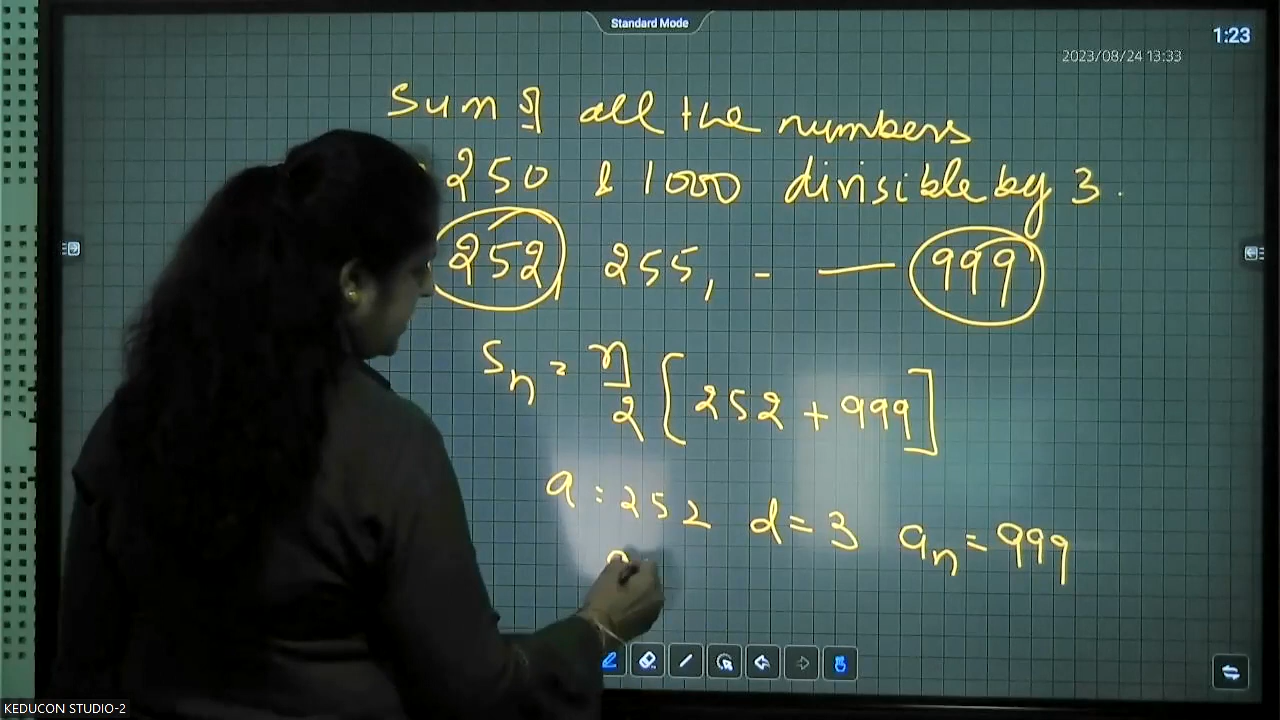 Standard Mode
1:23
2023/08/24 13:33
Sum of all the numbers
250 & 1000 divisible by 3.
252, 255, - — 999
Sn = n/2 [252 + 999]
a = 252 d = 3 an = 999
KEDUCON STUDIO-2